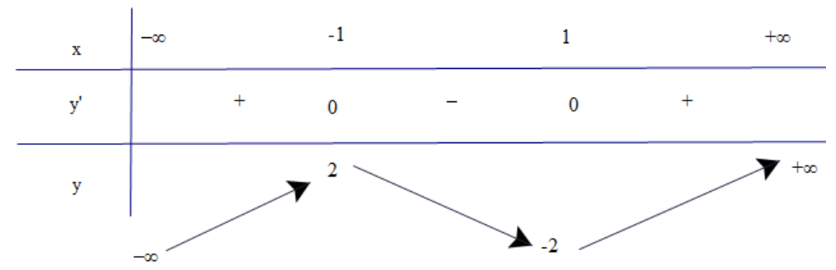 x −∞ -1 1 +∞
y' + 0 − 0 +
y −∞ 2 -2 +∞